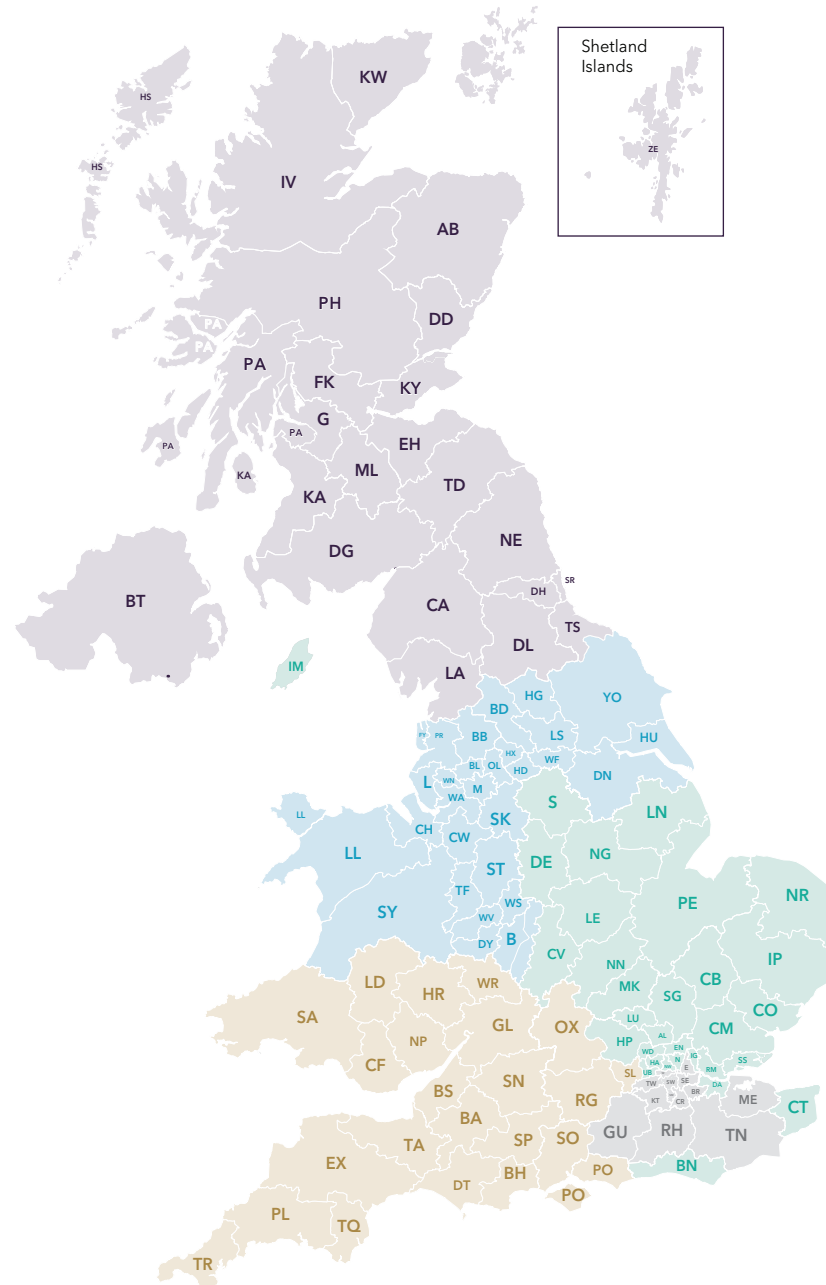 Shetland
Islands
KW
HS
ZE
HS
IV
AB
PH
DD
PA
PA
PA
FK
KY
G
PA
EH
PA
ML
KA
TD
KA
NE
DG
SR
DH
BT
CA
TS
DL
IM
LA
HG
YO
BD
PR
BB
LS
HU
HX
WF
BL
OL
HD
DN
L
WN
M
WA
S
LN
LL
SK
CH
CW
LL
NG
DE
ST
TF
NR
WS
PE
SY
WV
LE
B
DY
CV
IP
NN
LD
CB
WR
MK
HR
SG
CO
SA
LU
GL
OX
CM
AL
NP
HP
EN
WD
IG
N
SS
HA
CF
NW
E
RM
UB
SL
SN
SW
SE
TW
DA
BS
BR
RG
ME
KT
CR
CT
BA
RH
GU
TN
SO
SP
TA
EX
BN
PO
BH
DT
PO
PL
TQ
TR